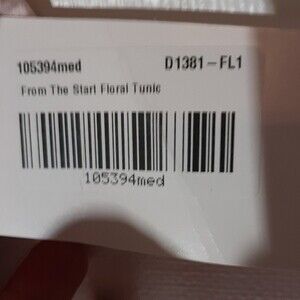 105394med D1381-FL1
From The Start Floral Tunic
105394med